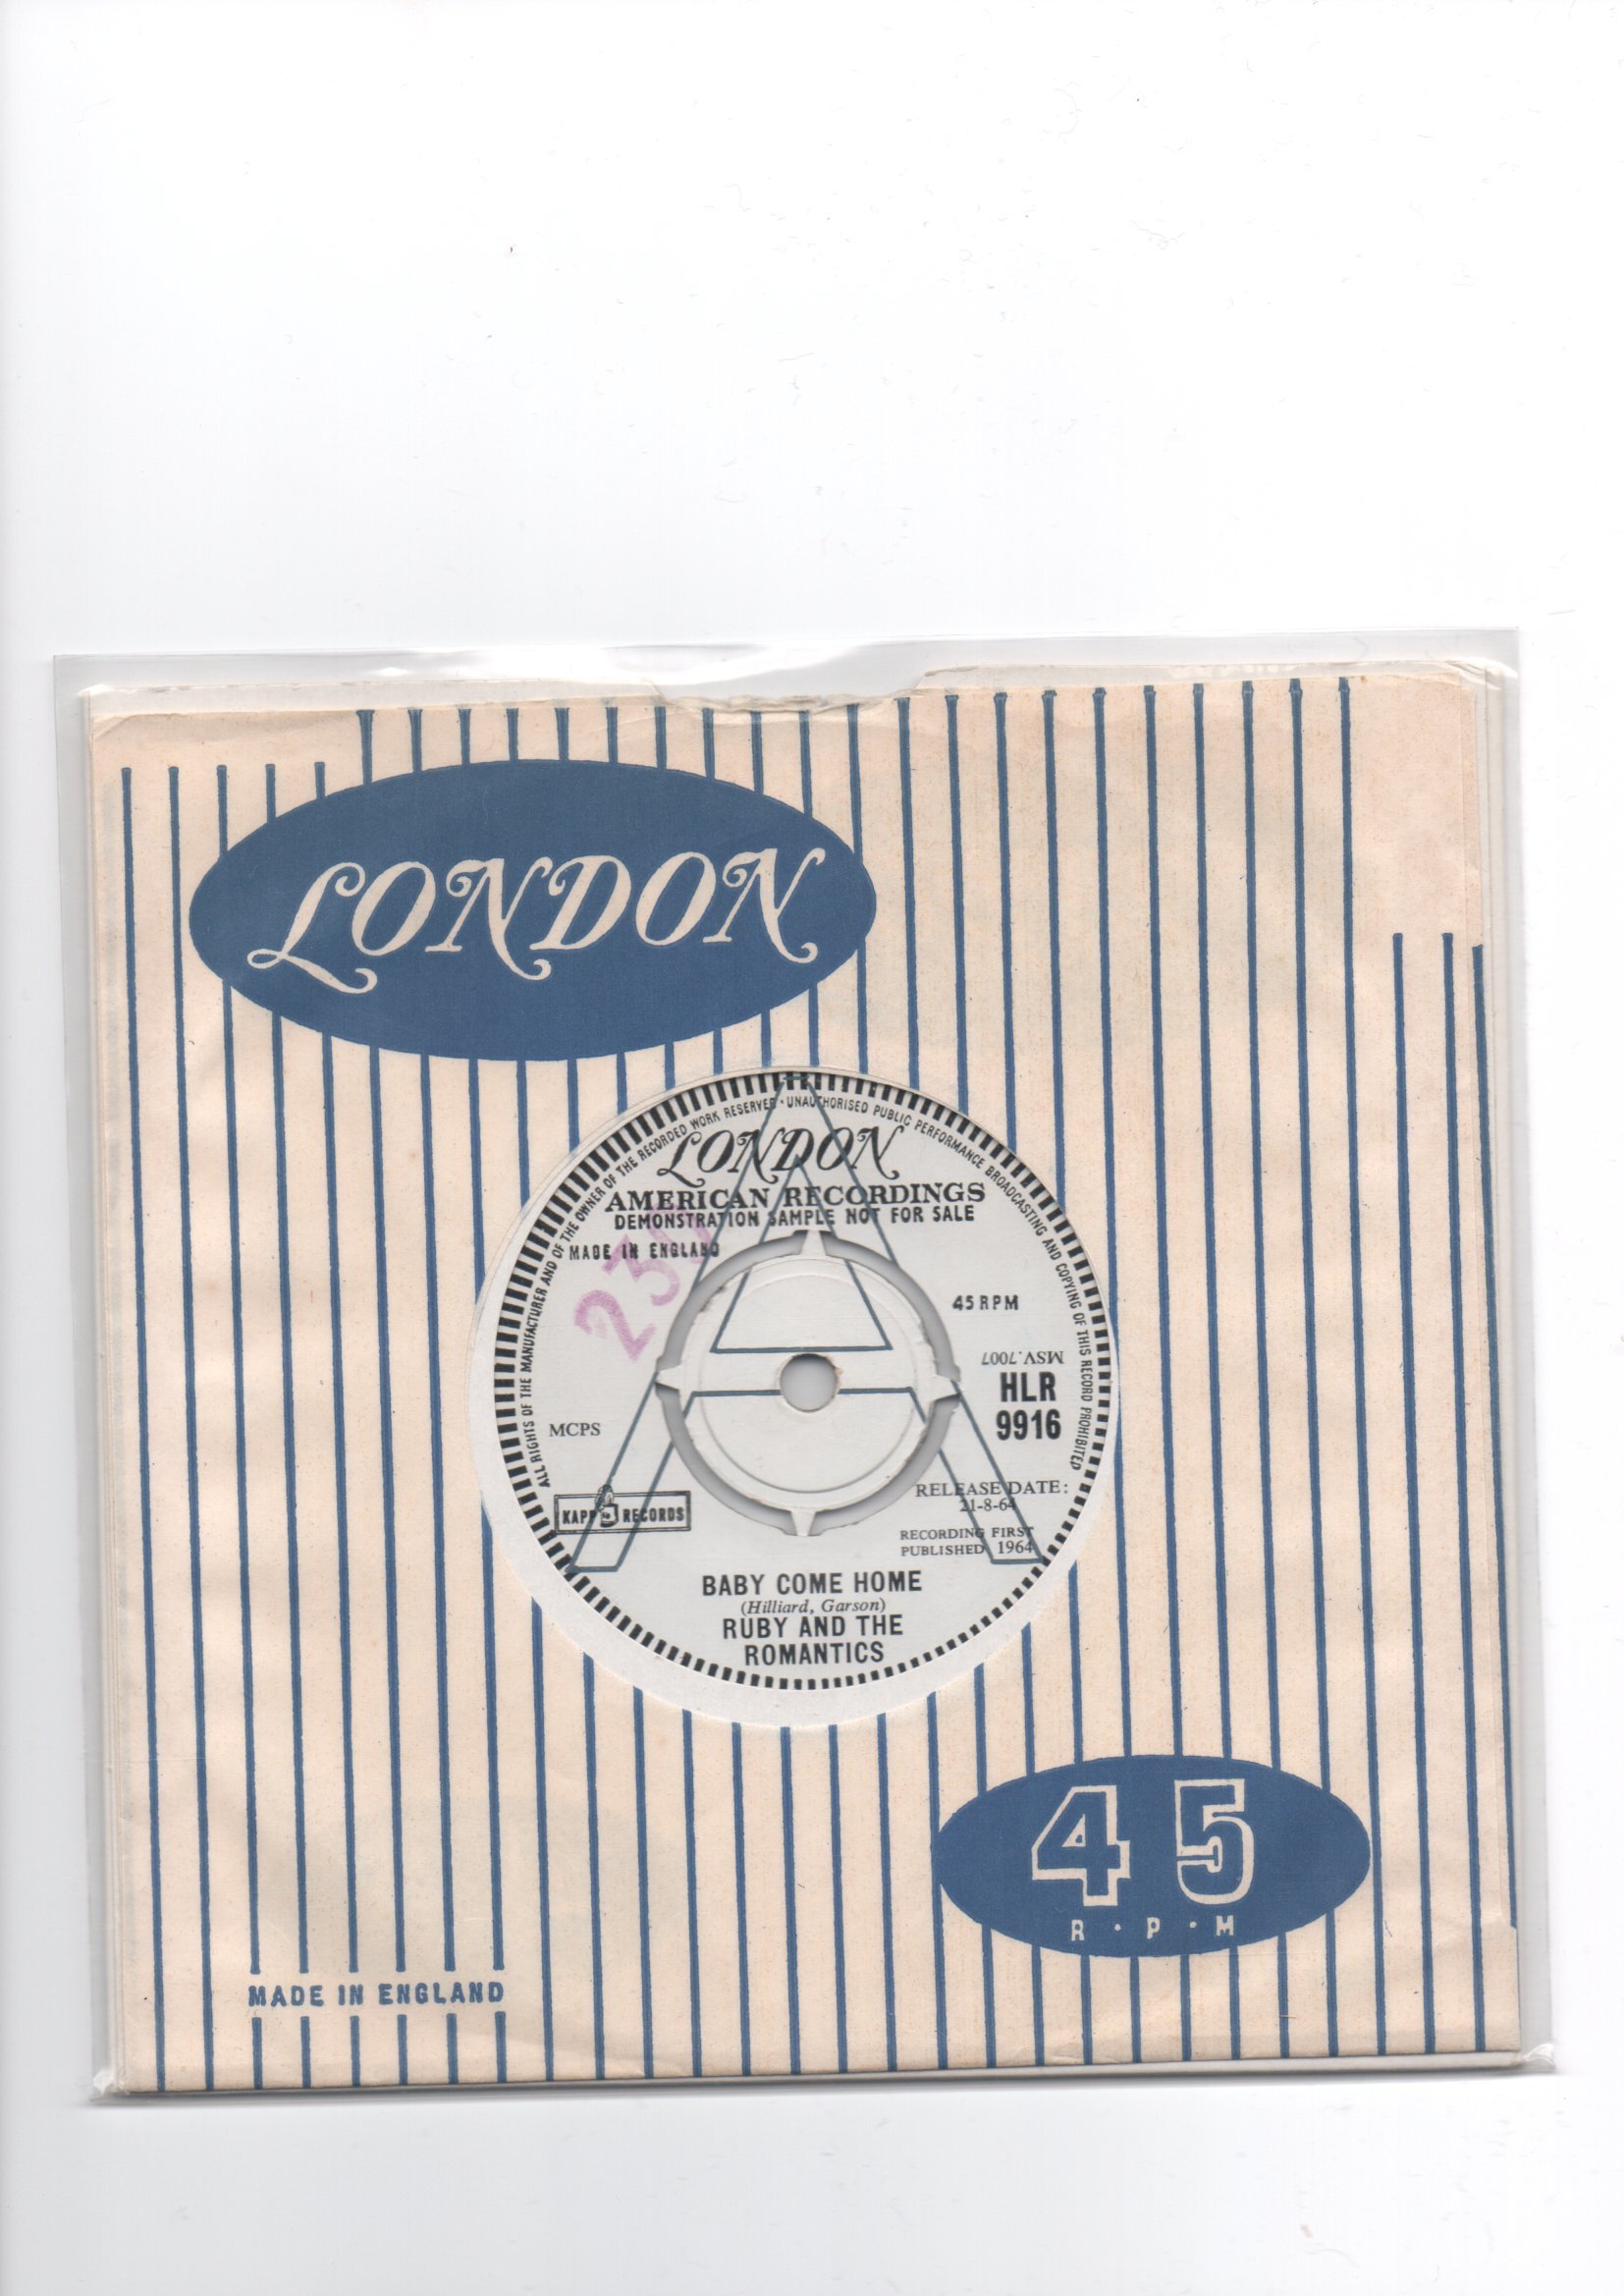 LONDON
ALL RIGHTS OF THE MANUFACTURER AND OF THE OWNER OF THE RECORDED WORK RESERVED · UNAUTHORISED PUBLIC PERFORMANCE BROADCASTING AND COPYING OF THIS RECORD PROHIBITED
LONDON
AMERICAN RECORDINGS
DEMONSTRATION SAMPLE NOT FOR SALE
MADE IN ENGLAND
A
45 RPM
MSV.7007
HLR
9916
MCPS
RELEASE DATE:
21-8-64
KAPP RECORDS
RECORDING FIRST
PUBLISHED 1964
BABY COME HOME
(Hilliard, Garson)
RUBY AND THE
ROMANTICS
45
R·P·M
MADE IN ENGLAND